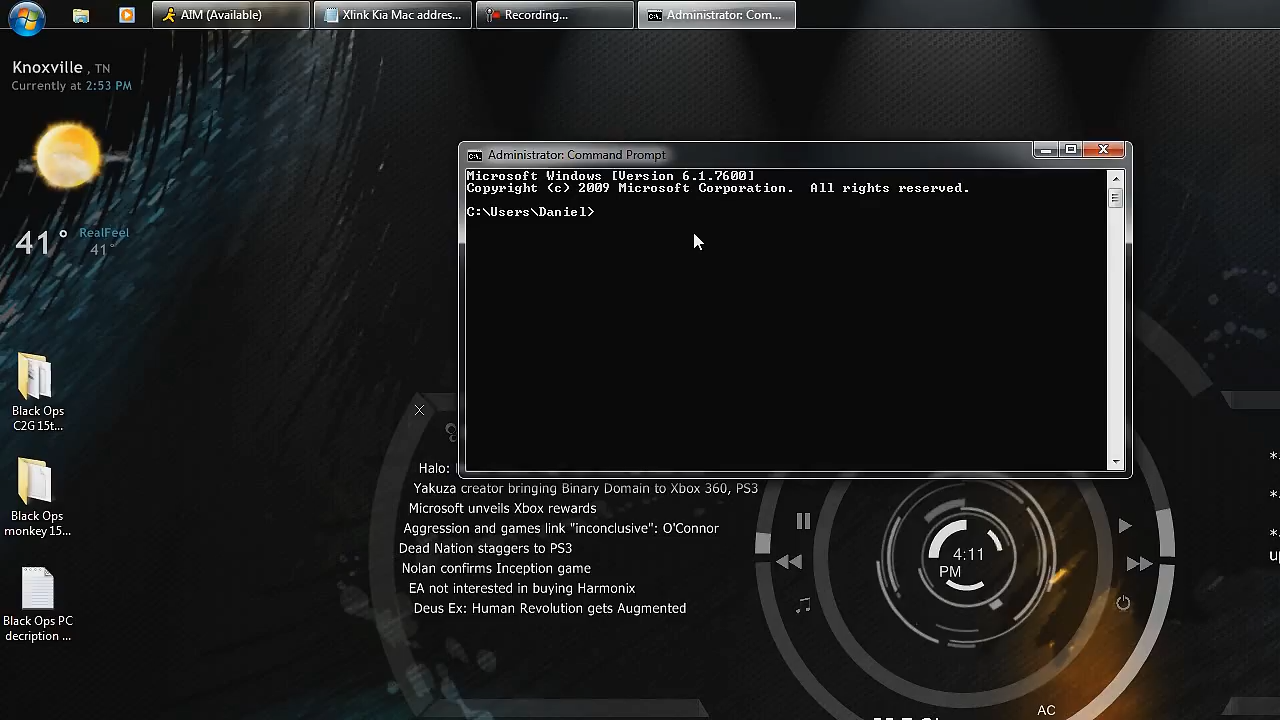 AIM (Available)
Xlink Kia Mac addres...
Recording...
Administrator: Com...
Knoxville , TN
Currently at 2:53 PM
41°
RealFeel
41°
Administrator: Command Prompt
Microsoft Windows [Version 6.1.7600]
Copyright (c) 2009 Microsoft Corporation.  All rights reserved.
C:\Users\Daniel>
Black Ops
C2G 15t...
Black Ops
monkey 15...
Black Ops PC
decription ...
Halo:
Yakuza creator bringing Binary Domain to Xbox 360, PS3
Microsoft unveils Xbox rewards
Aggression and games link "inconclusive": O'Connor
Dead Nation staggers to PS3
Nolan confirms Inception game
EA not interested in buying Harmonix
Deus Ex: Human Revolution gets Augmented
4:11
PM
AC